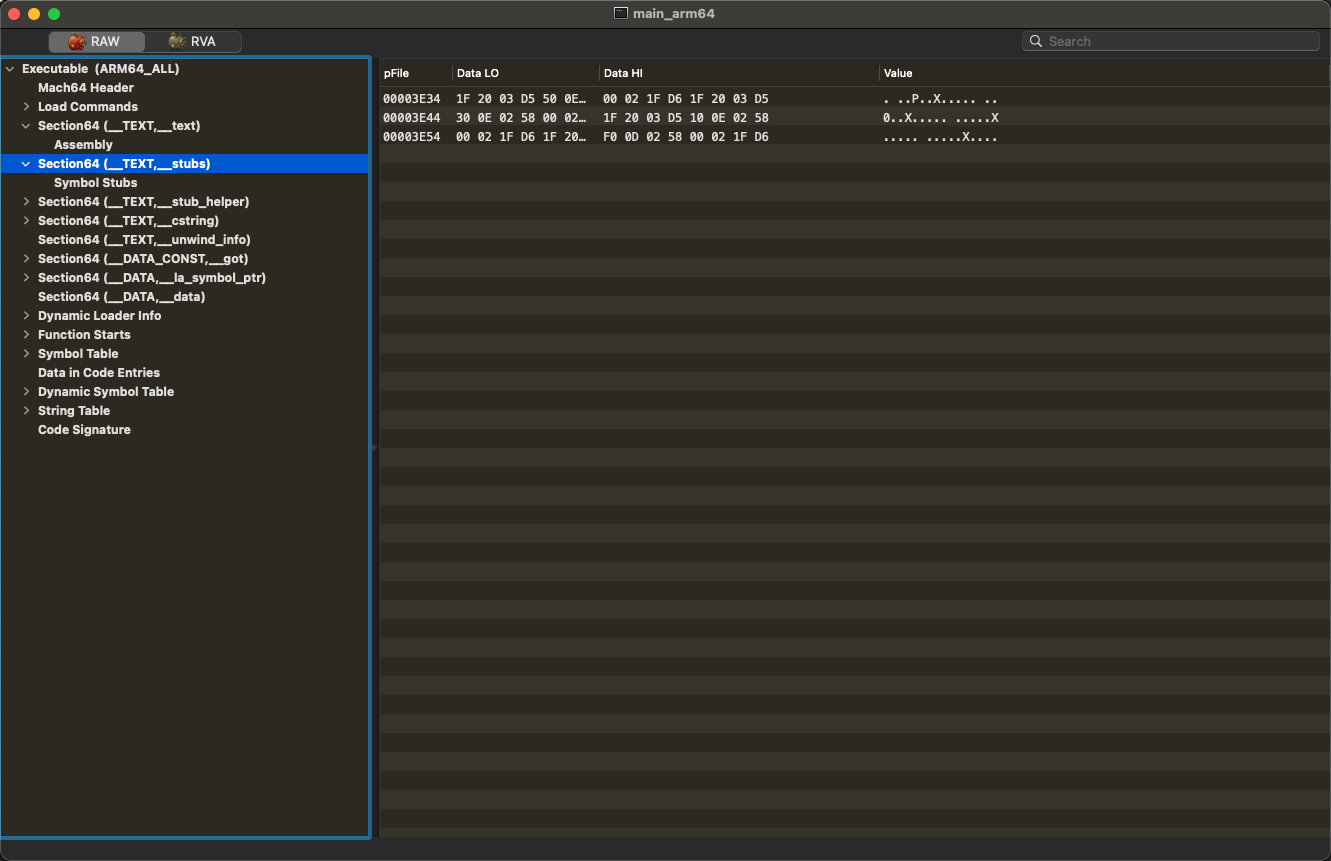 main_arm64
RAW RVA Search
Executable (ARM64_ALL)
Mach64 Header
Load Commands
Section64 (__TEXT,__text)
Assembly
Section64 (__TEXT,__stubs)
Symbol Stubs
Section64 (__TEXT,__stub_helper)
Section64 (__TEXT,__cstring)
Section64 (__TEXT,__unwind_info)
Section64 (__DATA_CONST,__got)
Section64 (__DATA,__la_symbol_ptr)
Section64 (__DATA,__data)
Dynamic Loader Info
Function Starts
Symbol Table
Data in Code Entries
Dynamic Symbol Table
String Table
Code Signature
pFile Data LO Data HI Value
00003E34 1F 20 03 D5 50 0E… 00 02 1F D6 1F 20 03 D5 . ..P..X..... ..
00003E44 30 0E 02 58 00 02… 1F 20 03 D5 10 0E 02 58 0..X..... .....X
00003E54 00 02 1F D6 1F 20… F0 0D 02 58 00 02 1F D6 ..... .....X....